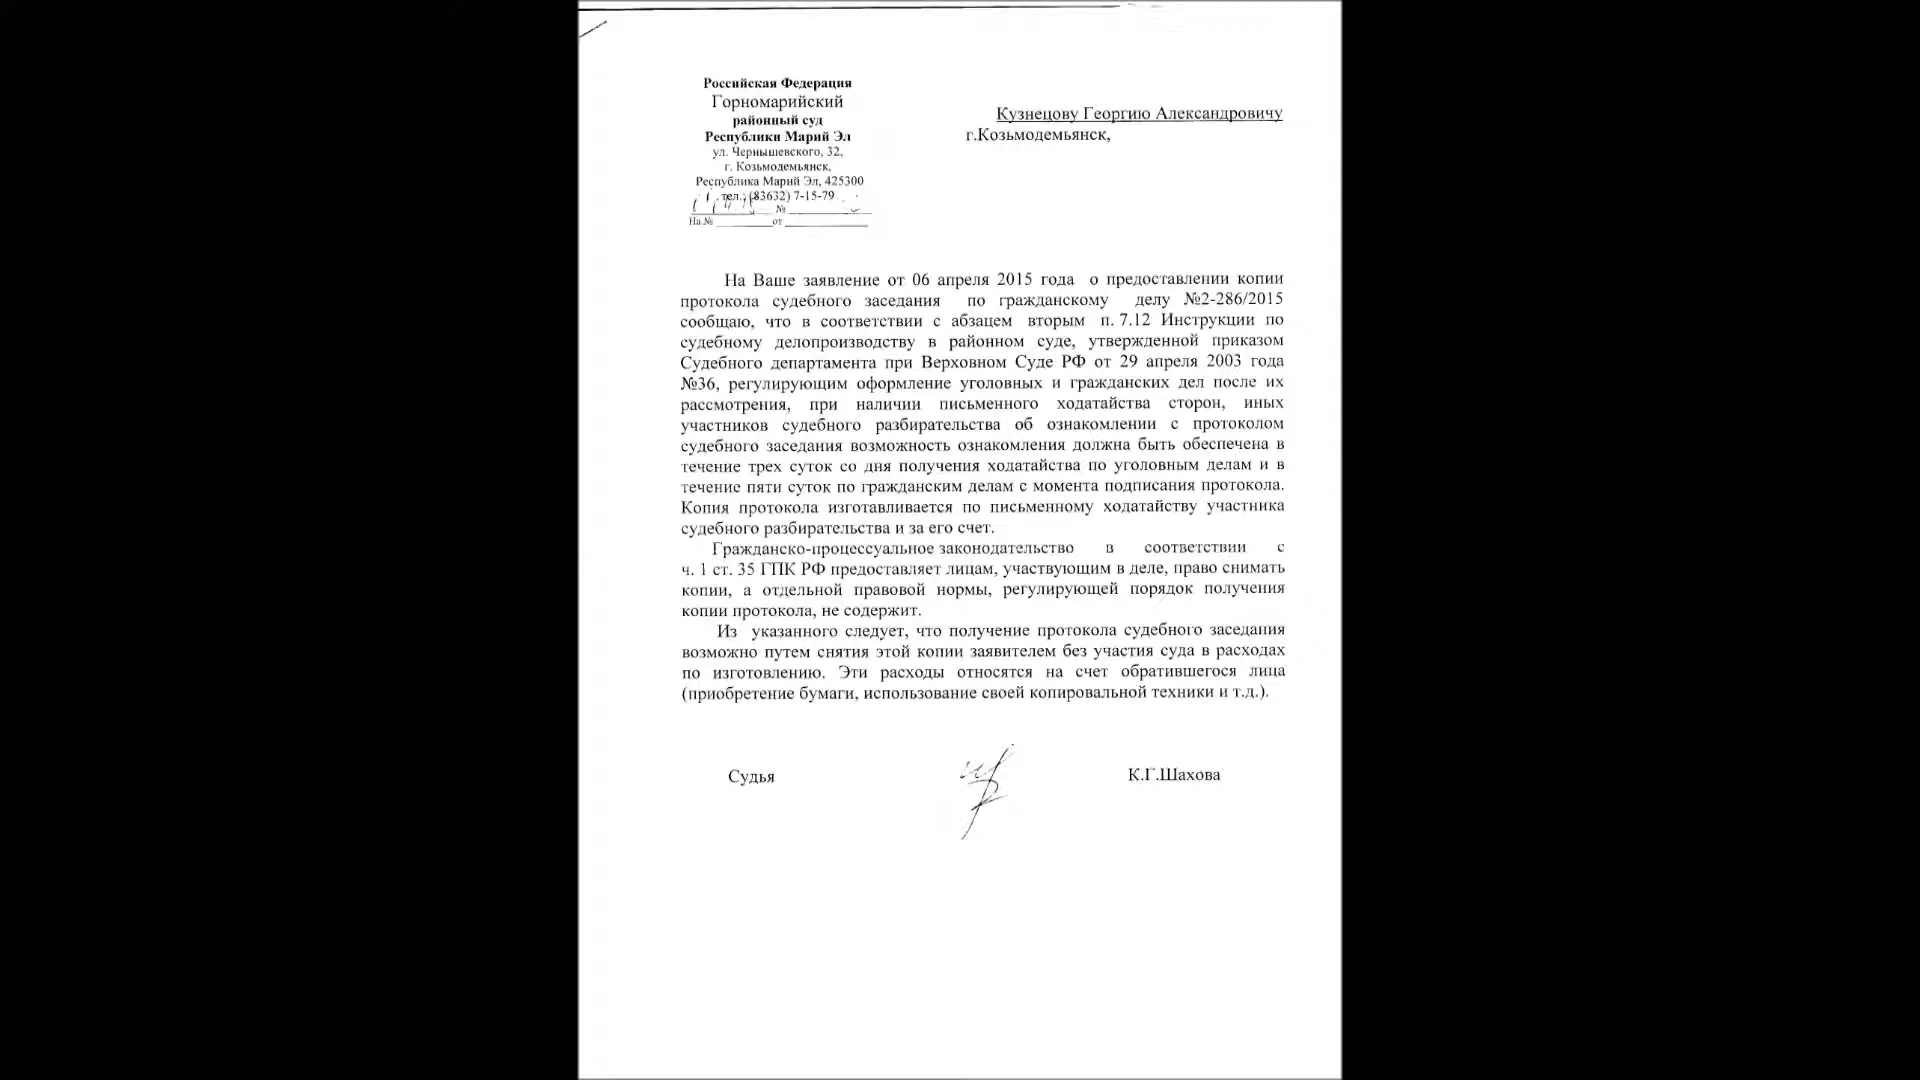 Российская Федерация
Горномарийский
районный суд
Республики Марий Эл
ул. Чернышевского, 32,
г. Козьмодемьянск,
Республика Марий Эл, 425300
тел.: (83632) 7-15-79
№
На № от
Кузнецову Георгию Александровичу
г.Козьмодемьянск,
На Ваше заявление от 06 апреля 2015 года о предоставлении копии
протокола судебного заседания по гражданскому делу №2-286/2015
сообщаю, что в соответствии с абзацем вторым п. 7.12 Инструкции по
судебному делопроизводству в районном суде, утвержденной приказом
Судебного департамента при Верховном Суде РФ от 29 апреля 2003 года
№36, регулирующим оформление уголовных и гражданских дел после их
рассмотрения, при наличии письменного ходатайства сторон, иных
участников судебного разбирательства об ознакомлении с протоколом
судебного заседания возможность ознакомления должна быть обеспечена в
течение трех суток со дня получения ходатайства по уголовным делам и в
течение пяти суток по гражданским делам с момента подписания протокола.
Копия протокола изготавливается по письменному ходатайству участника
судебного разбирательства и за его счет.
Гражданско-процессуальное законодательство в соответствии с
ч. 1 ст. 35 ГПК РФ предоставляет лицам, участвующим в деле, право снимать
копии, а отдельной правовой нормы, регулирующей порядок получения
копии протокола, не содержит.
Из указанного следует, что получение протокола судебного заседания
возможно путем снятия этой копии заявителем без участия суда в расходах
по изготовлению. Эти расходы относятся на счет обратившегося лица
(приобретение бумаги, использование своей копировальной техники и т.д.).
Судья К.Г.Шахова